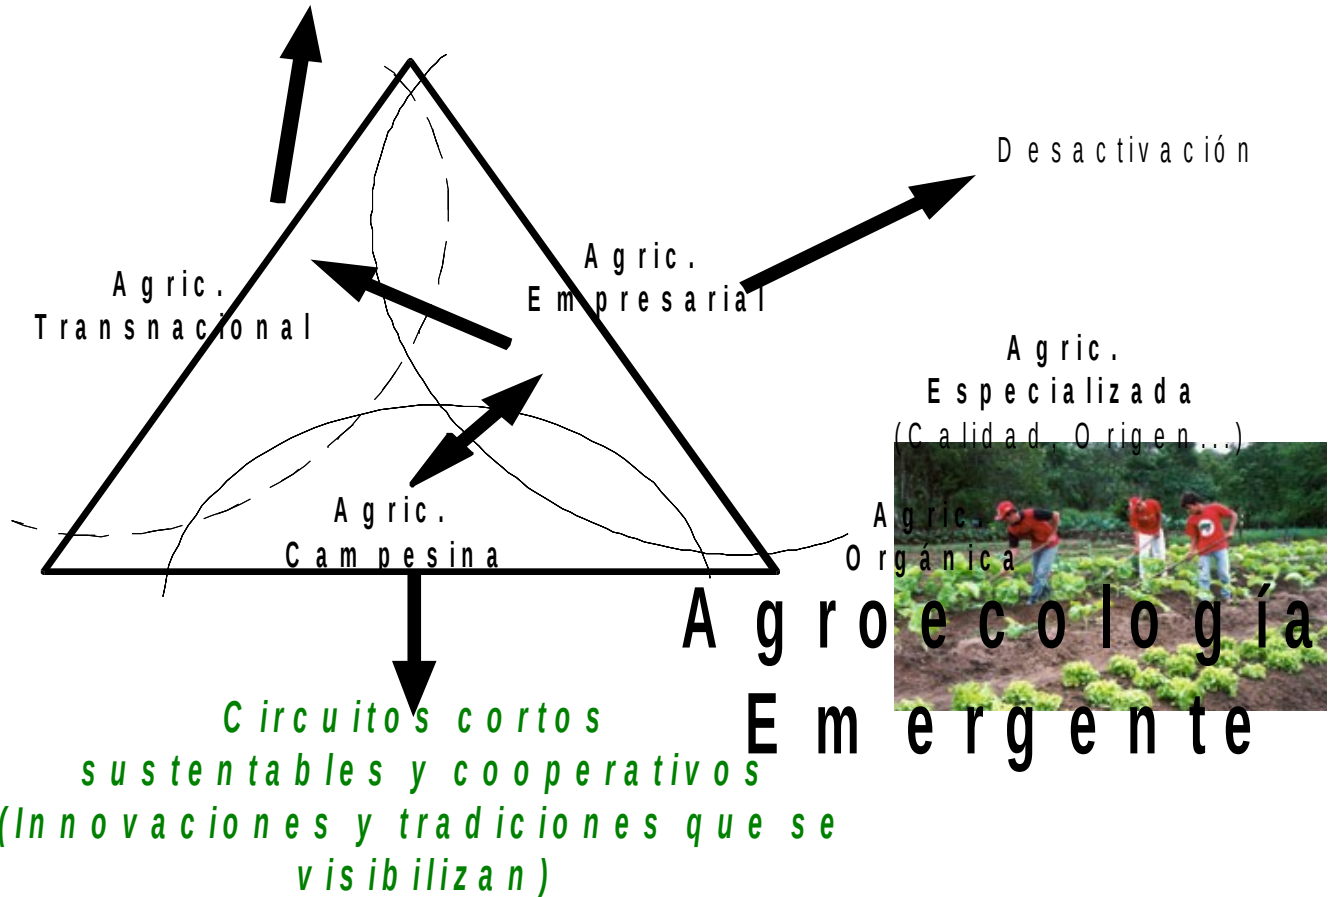 Desactivación
Agric.
Transnacional
Agric.
Empresarial
Agric.
Especializada
(Calidad, Origen...)
Agric.
Campesina
Agric.
Orgánica
Agroecología
Emergente
Circuitos cortos
sustentables y cooperativos
(Innovaciones y tradiciones que se
visibilizan)